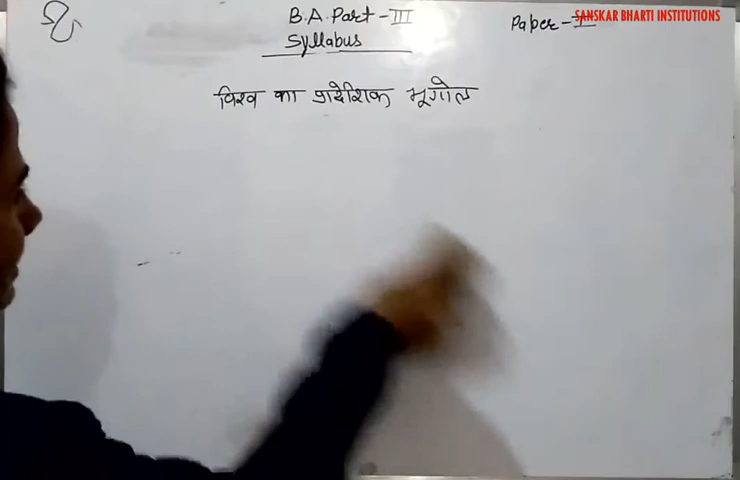 B.A. Part - III
Paper - I
SANSKAR BHARTI INSTITUTIONS
Syllabus
विश्व का प्रादेशिक भूगोल